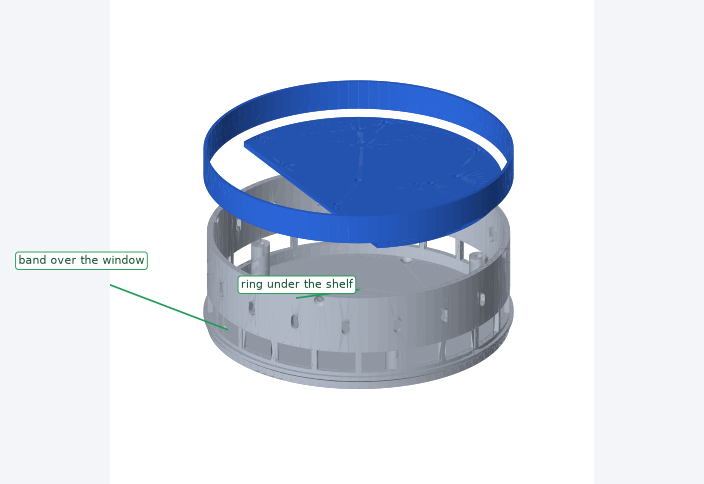 band over the window
ring under the shelf